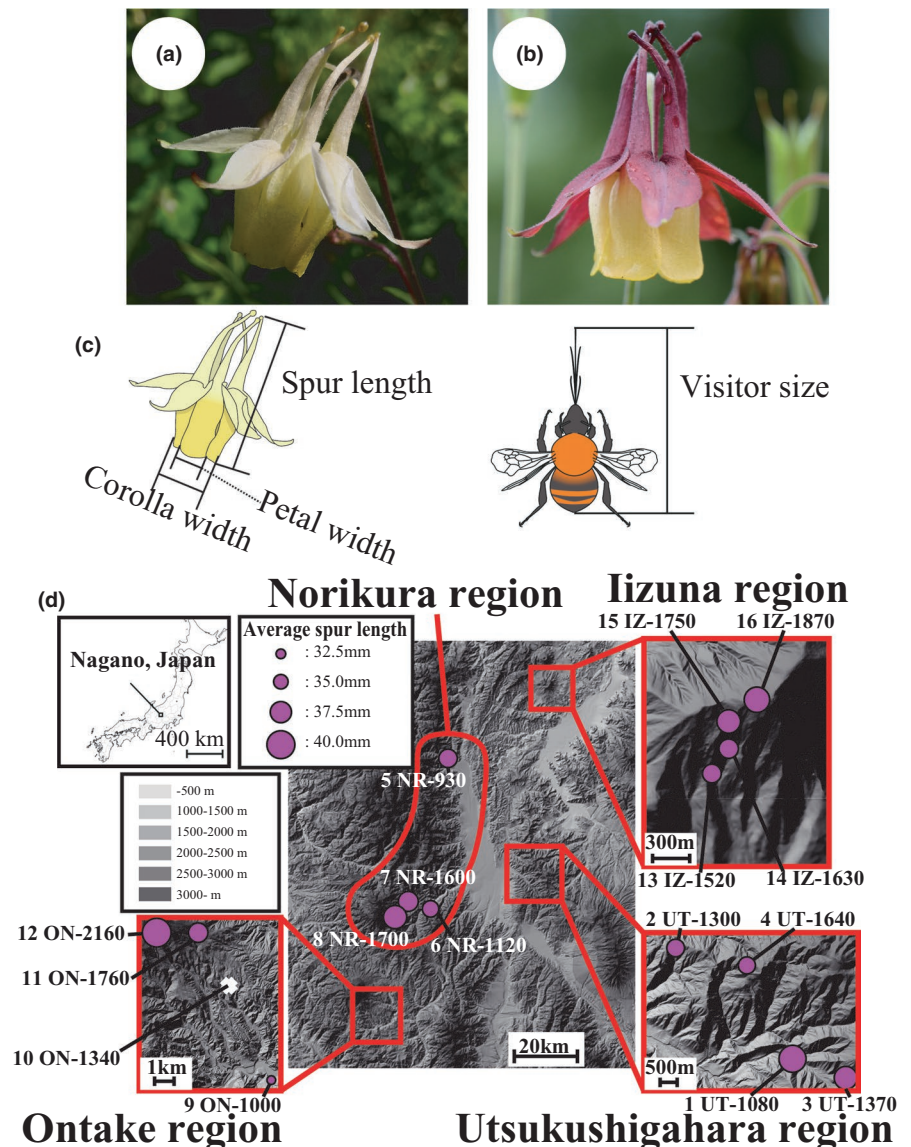 (a)
(b)
(c)
Spur length
Corolla width
Petal width
Visitor size
(d)
Norikura region
Iizuna region
15 IZ-1750
16 IZ-1870
Nagano, Japan
400 km
Average spur length
: 32.5mm
: 35.0mm
: 37.5mm
: 40.0mm
-500 m
1000-1500 m
1500-2000 m
2000-2500 m
2500-3000 m
3000- m
5 NR-930
7 NR-1600
8 NR-1700
6 NR-1120
20km
300m
13 IZ-1520
14 IZ-1630
2 UT-1300
4 UT-1640
500m
1 UT-1080
3 UT-1370
12 ON-2160
11 ON-1760
10 ON-1340
1km
9 ON-1000
Ontake region
Utsukushigahara region